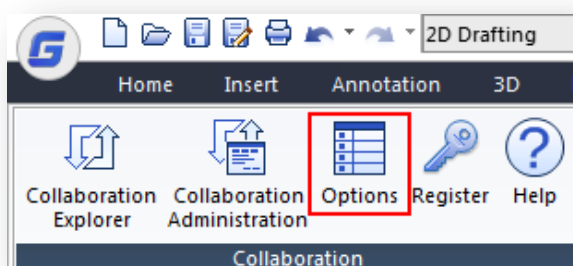 2D Drafting
Home Insert Annotation 3D
Collaboration Collaboration Options Register Help
Explorer Administration
Collaboration